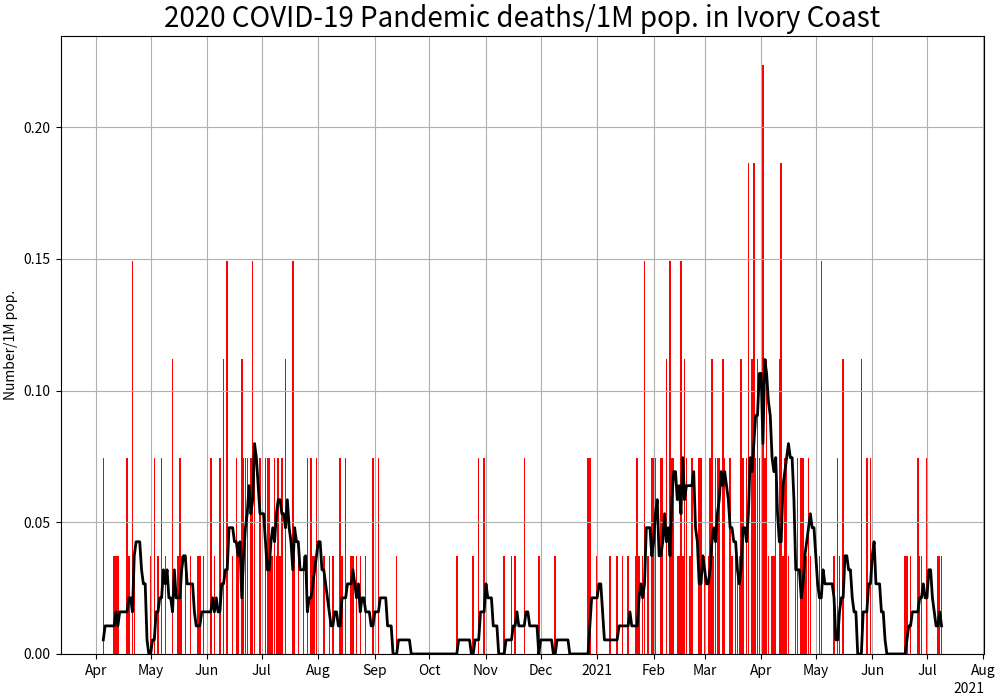 2020 COVID-19 Pandemic deaths/1M pop. in Ivory Coast
Number/1M pop.
0.20
0.15
0.10
0.05
0.00
Apr May Jun Jul Aug Sep Oct Nov Dec 2021 Feb Mar Apr May Jun Jul Aug
2021